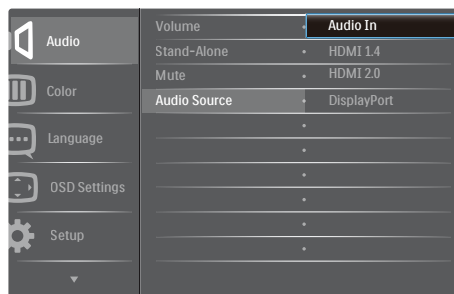 Audio
Color
Language
OSD Settings
Setup
Volume
Stand-Alone
Mute
Audio Source
Audio In
HDMI 1.4
HDMI 2.0
DisplayPort